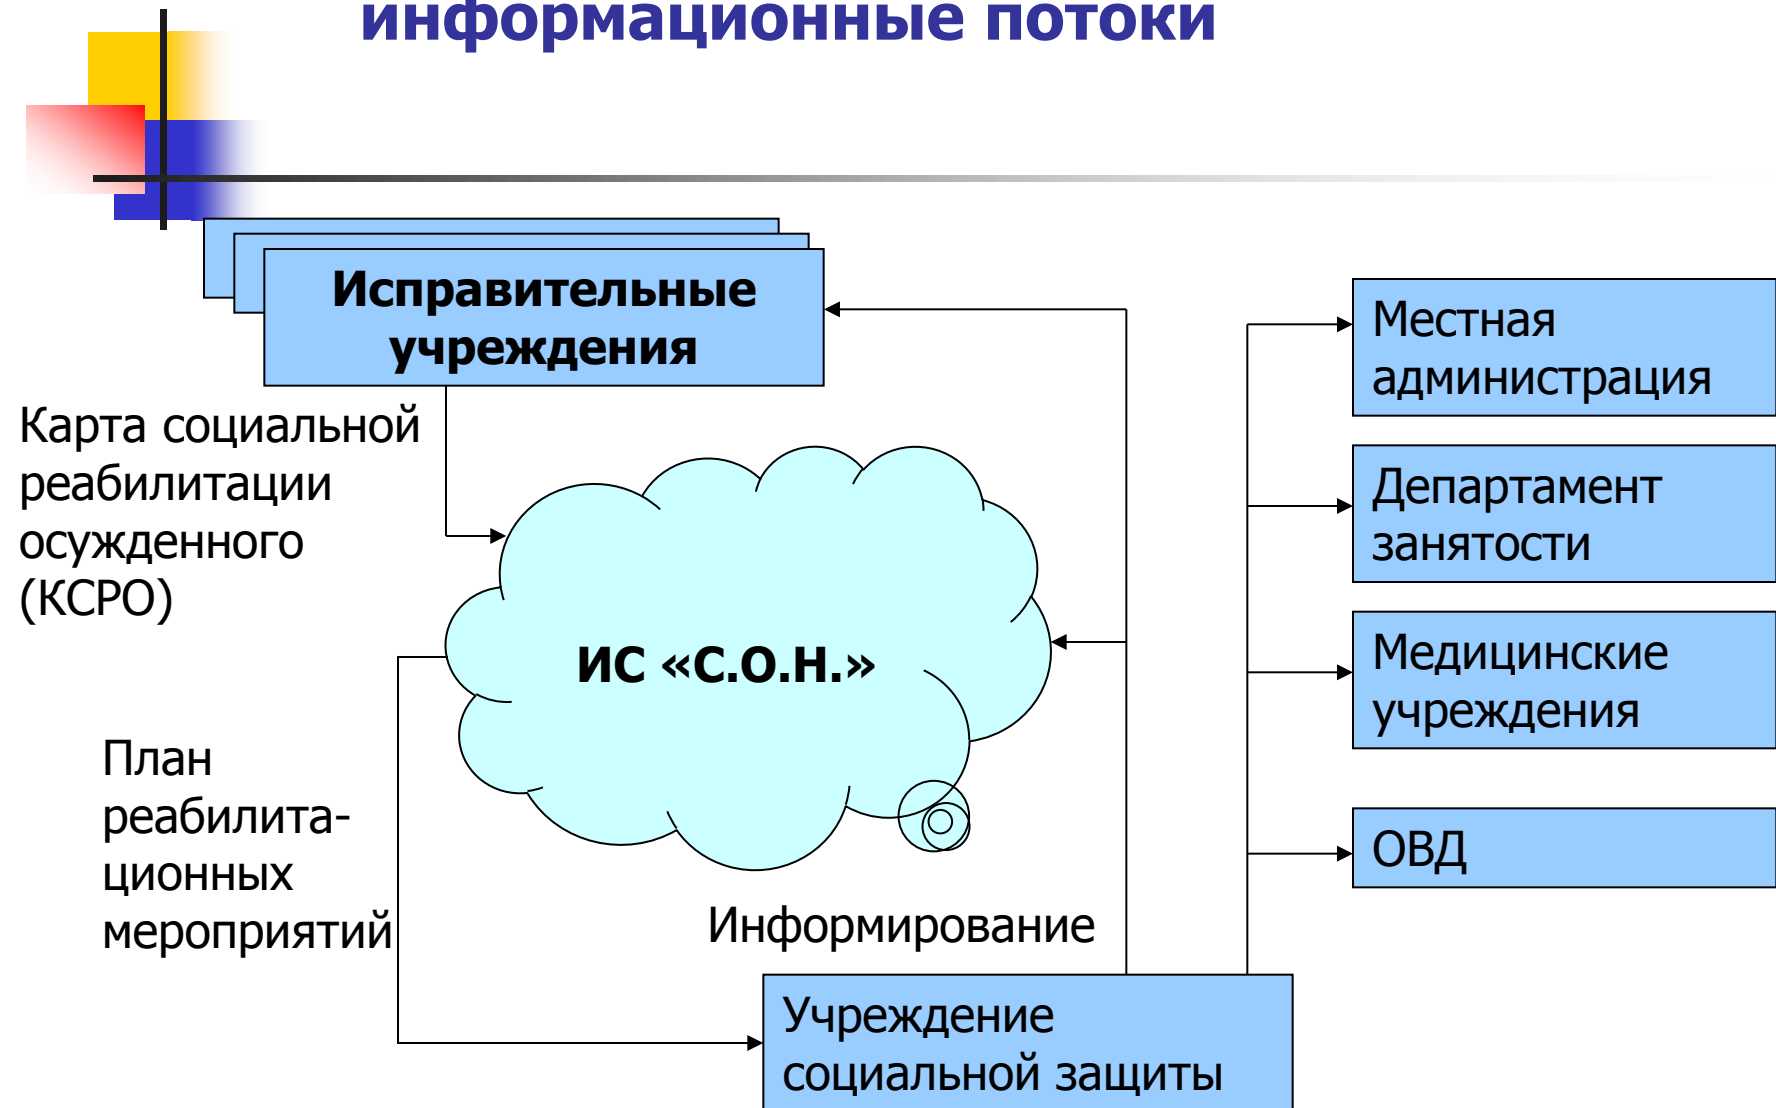 информационные потоки
Исправительные
учреждения
Карта социальной
реабилитации
осужденного
(КСРО)
ИС «С.О.Н.»
План
реабилита-
ционных
мероприятий
Информирование
Учреждение
социальной защиты
Местная
администрация
Департамент
занятости
Медицинские
учреждения
ОВД